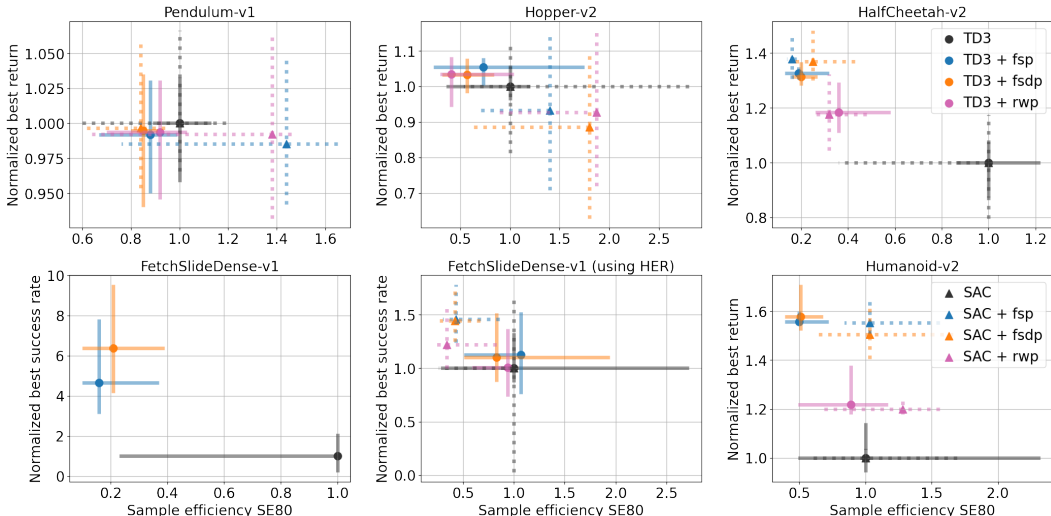 Pendulum-v1
Normalized best return
1.050
1.025
1.000
0.975
0.950
0.6 0.8 1.0 1.2 1.4 1.6
Hopper-v2
Normalized best return
1.1
1.0
0.9
0.8
0.7
0.5 1.0 1.5 2.0 2.5
HalfCheetah-v2
Normalized best return
1.4
1.2
1.0
0.8
0.2 0.4 0.6 0.8 1.0
TD3
TD3 + fsp
TD3 + fsdp
TD3 + rwp
FetchSlideDense-v1
Normalized best success rate
10
8
6
4
2
0
0.2 0.4 0.6 0.8 1.0
Sample efficiency SE80
FetchSlideDense-v1 (using HER)
Normalized best success rate
1.5
1.0
0.5
0.0
0.5 1.0 1.5 2.0 2.5
Sample efficiency SE80
Humanoid-v2
Normalized best return
1.6
1.4
1.2
1.0
0.5 1.0 1.5 2.0
Sample efficiency SE80
SAC
SAC + fsp
SAC + fsdp
SAC + rwp